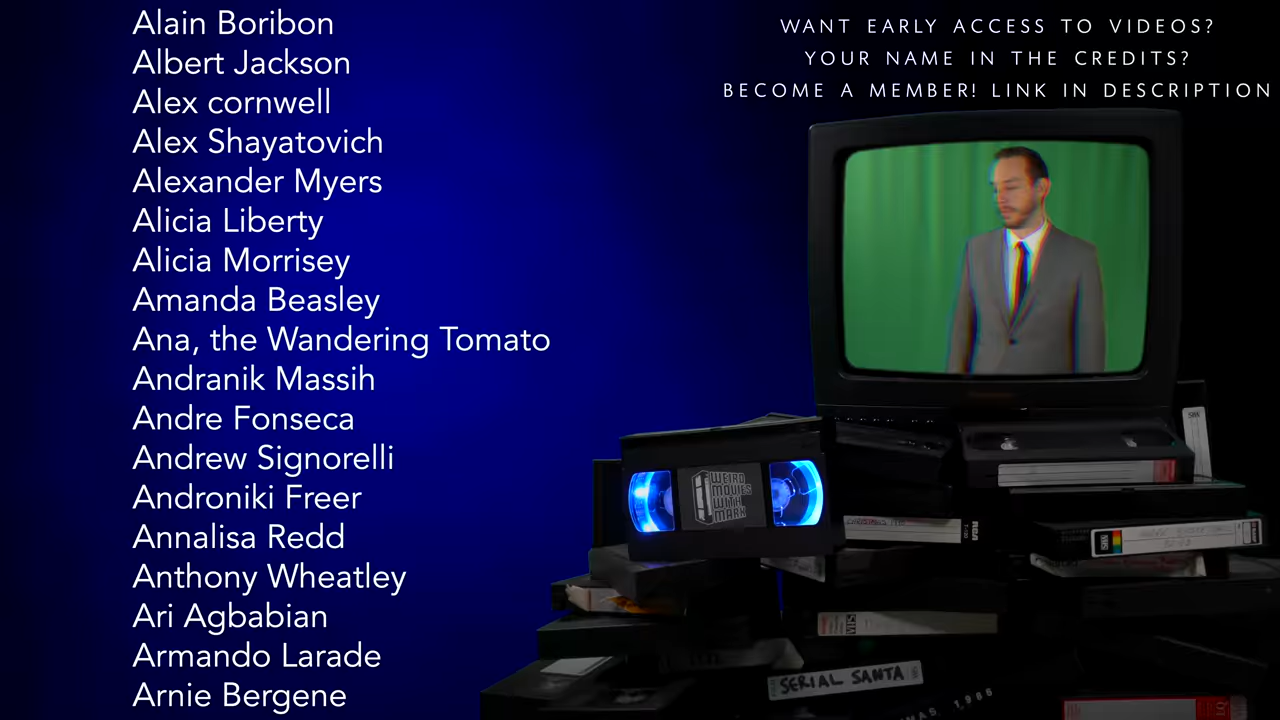 Alain Boribon
Albert Jackson
Alex cornwell
Alex Shayatovich
Alexander Myers
Alicia Liberty
Alicia Morrisey
Amanda Beasley
Ana, the Wandering Tomato
Andranik Massih
Andre Fonseca
Andrew Signorelli
Androniki Freer
Annalisa Redd
Anthony Wheatley
Ari Agbabian
Armando Larade
Arnie Bergene
WANT EARLY ACCESS TO VIDEOS?
YOUR NAME IN THE CREDITS?
BECOME A MEMBER! LINK IN DESCRIPTION
WEIRD
MOVIES
WITH
MARK
RCA
VHS
SERIAL SANTA
1986